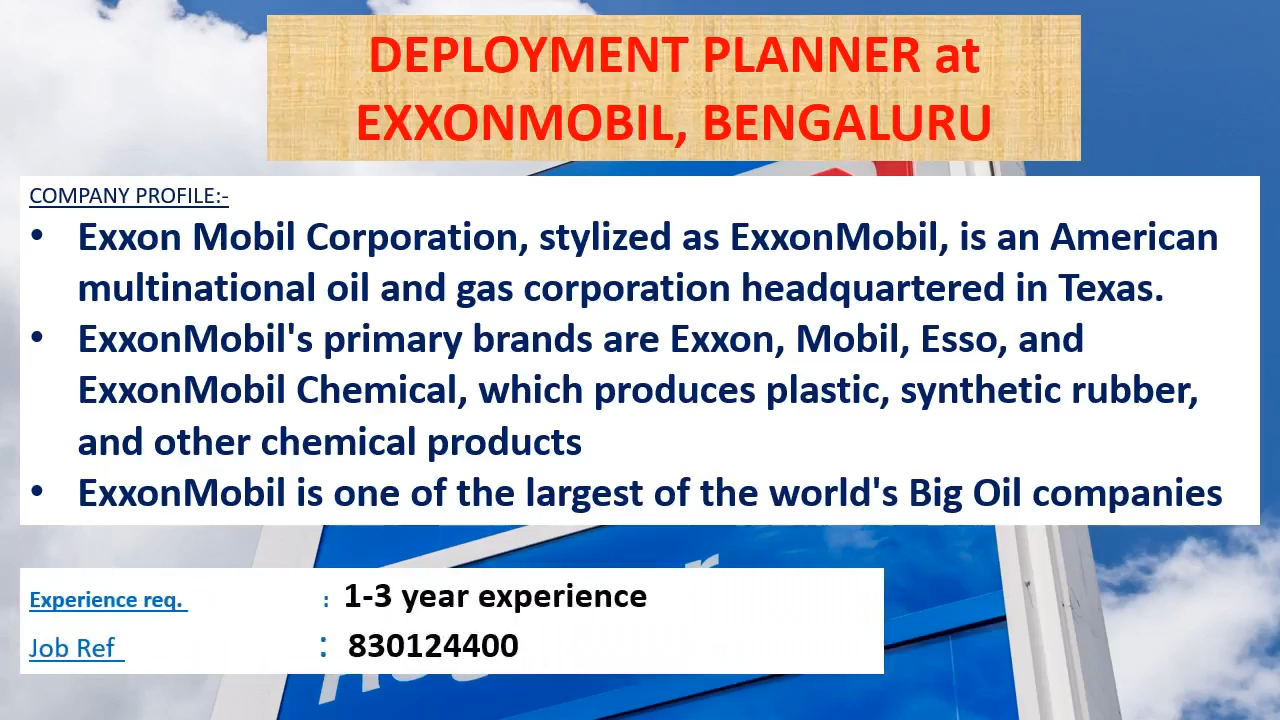 DEPLOYMENT PLANNER at
EXXONMOBIL, BENGALURU
COMPANY PROFILE:-
• Exxon Mobil Corporation, stylized as ExxonMobil, is an American
multinational oil and gas corporation headquartered in Texas.
• ExxonMobil's primary brands are Exxon, Mobil, Esso, and
ExxonMobil Chemical, which produces plastic, synthetic rubber,
and other chemical products
• ExxonMobil is one of the largest of the world's Big Oil companies
Experience req. : 1-3 year experience
Job Ref : 830124400